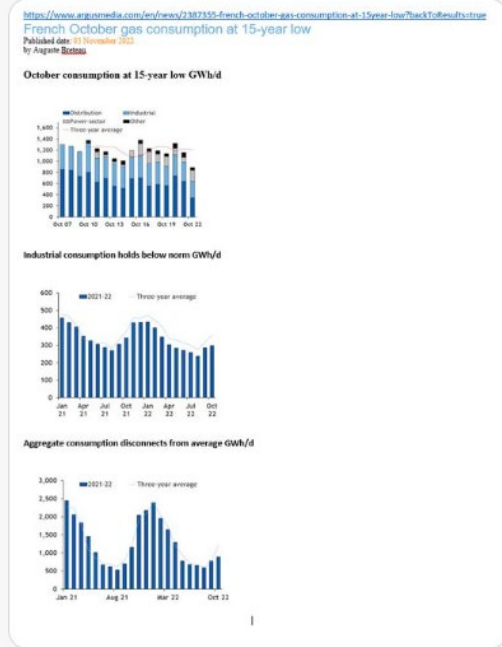 https://www.argusmedia.com/en/news/2387355-french-october-gas-consumption-at-15year-low?backToResults=true
French October gas consumption at 15-year low
Published date: 03 November 2022
by Auguste Breteau
October consumption at 15-year low GWh/d
Distribution Industrial
Power-sector Other
Three-year average
1,600
1,400
1,200
1,000
800
600
400
200
0
Oct 07 Oct 10 Oct 13 Oct 16 Oct 19 Oct 22
Industrial consumption holds below norm GWh/d
2021-22 Three-year average
600
500
400
300
200
100
0
Jan Apr Jul Oct Jan Apr Jul Oct
21 21 21 21 22 22 22 22
Aggregate consumption disconnects from average GWh/d
2021-22 Three-year average
3,000
2,500
2,000
1,500
1,000
500
0
Jan 21 Aug 21 Mar 22 Oct 22